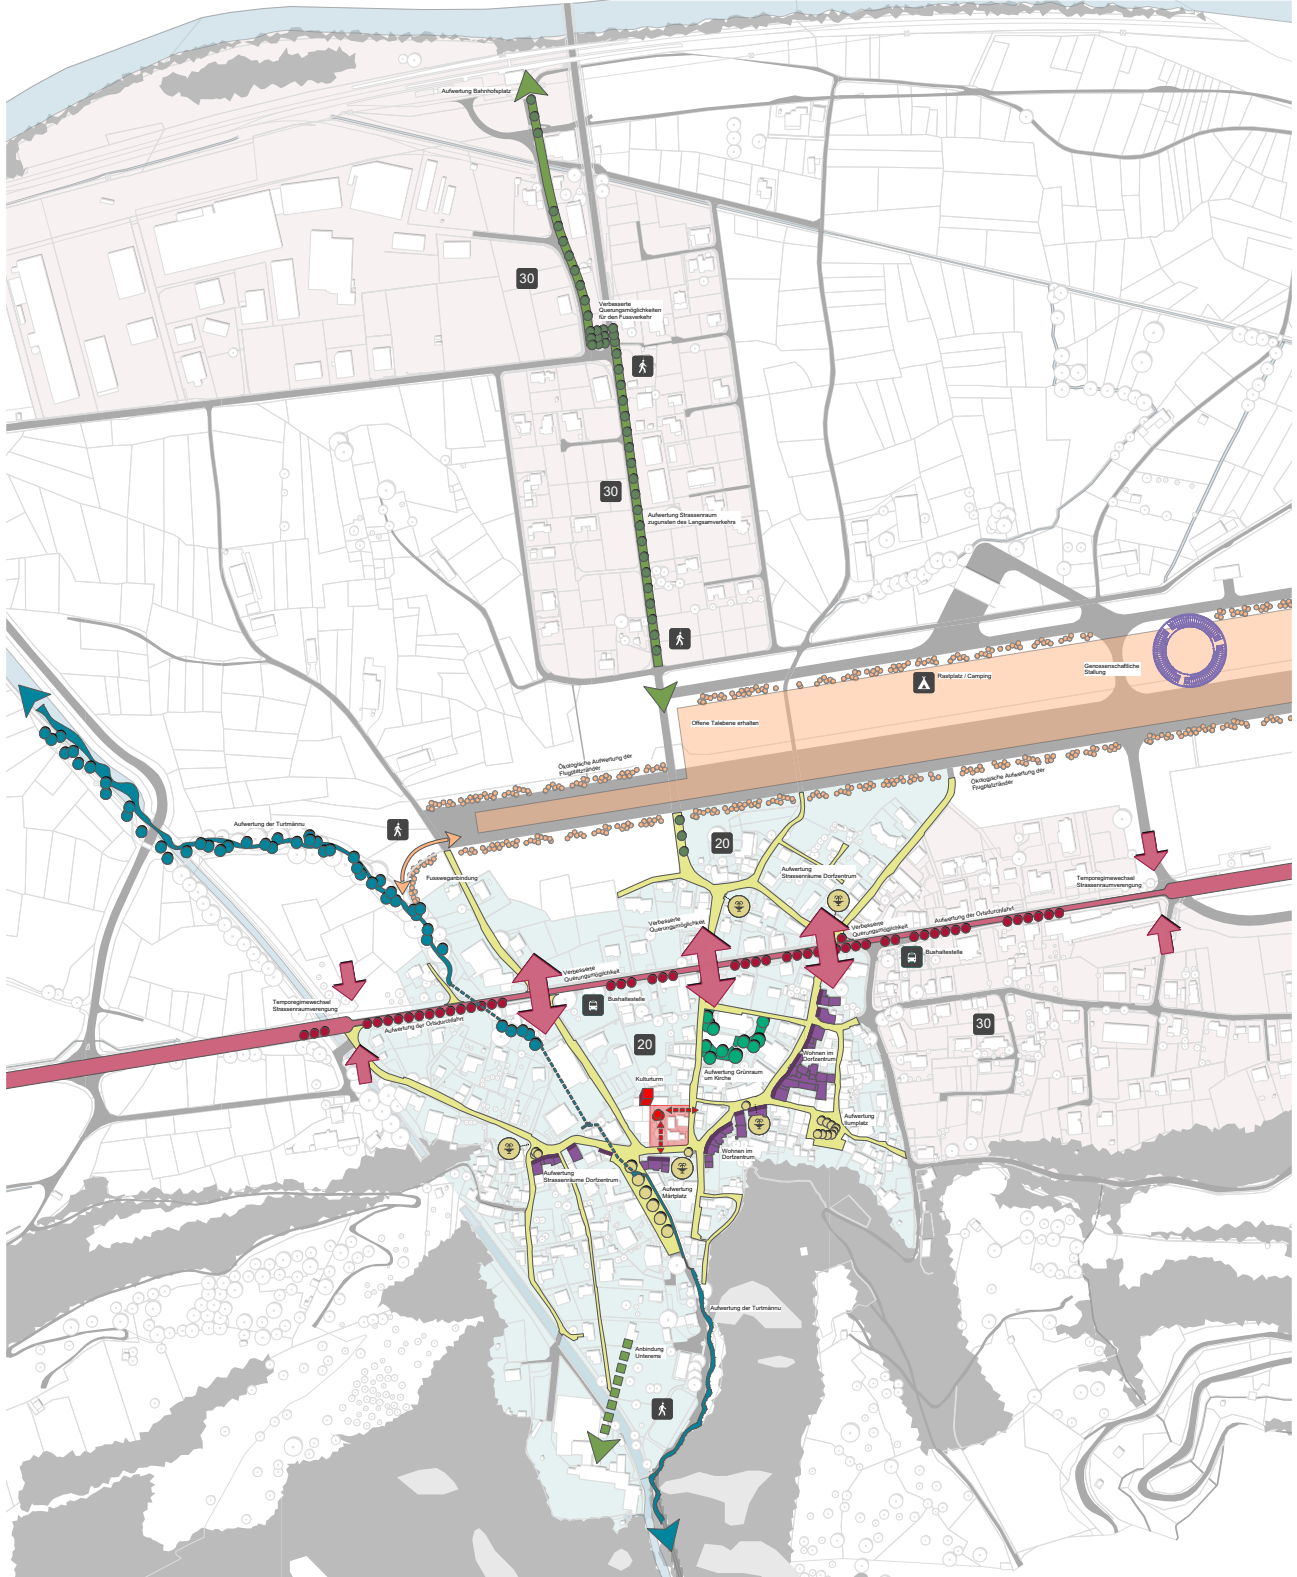 Aufwertung Bahnhofsplatz
30
Verbesserte
Querungsmöglichkeiten
für den Fussverkehr
30
Aufwertung Strassenraum
zugunsten des Langsamverkehrs
Genossenschaftliche
Stallung
Rastplatz / Camping
Offene Talebene erhalten
Ökologische Aufwertung der
Flugplatzränder
Ökologische Aufwertung der
Flugplatzränder
Aufwertung der Turtmännu
20
Aufwertung
Strassenräume Dorfzentrum
Fussweganbindung
Temporegimewechsel
Strassenraumverengung
Verbesserte
Querungsmöglichkeit
Verbesserte
Querungsmöglichkeit
Aufwertung der Ortsdurchfahrt
Bushaltestelle
Verbesserte
Querungsmöglichkeit
Bushaltestelle
Temporegimewechsel
Strassenraumverengung
Aufwertung der Ortsdurchfahrt
30
20
Wohnen im
Dorfzentrum
Aufwertung Grünraum
um Kirche
Kulturturm
Aufwertung
Illumplatz
Wohnen im
Dorfzentrum
Aufwertung
Strassenräume Dorfzentrum
Aufwertung
Märtplatz
Aufwertung der Turtmännu
Anbindung
Unterems